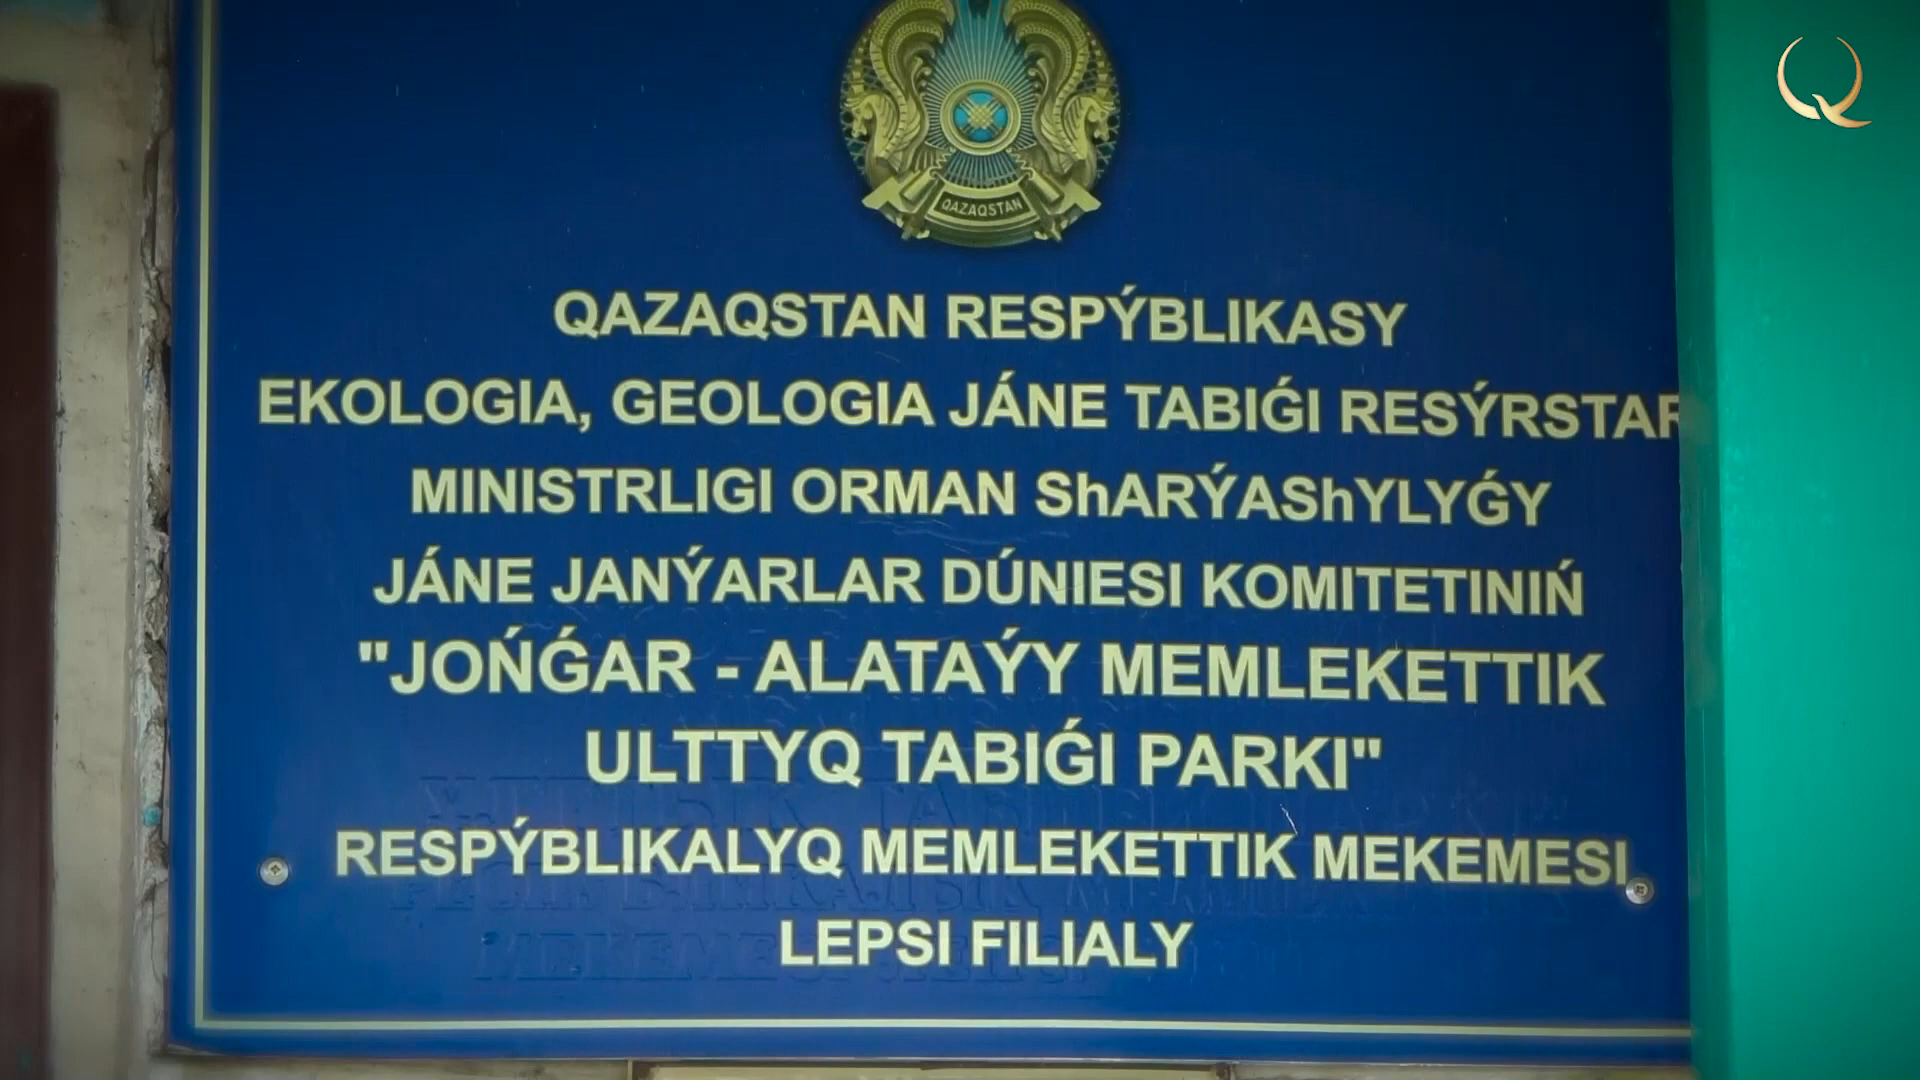 QAZAQSTAN
QAZAQSTAN RESPÝBLIKASY
EKOLOGIA, GEOLOGIA JÁNE TABIǴI RESÝRSTAR
MINISTRLIGI ORMAN ShARÝAShYLYǴY
JÁNE JANÝARLAR DÚNIESI KOMITETINIŃ
"JOŃǴAR - ALATAÝY MEMLEKETTIK
ULTTYQ TABIǴI PARKI"
RESPÝBLIKALYQ MEMLEKETTIK MEKEMESI
LEPSI FILIALY